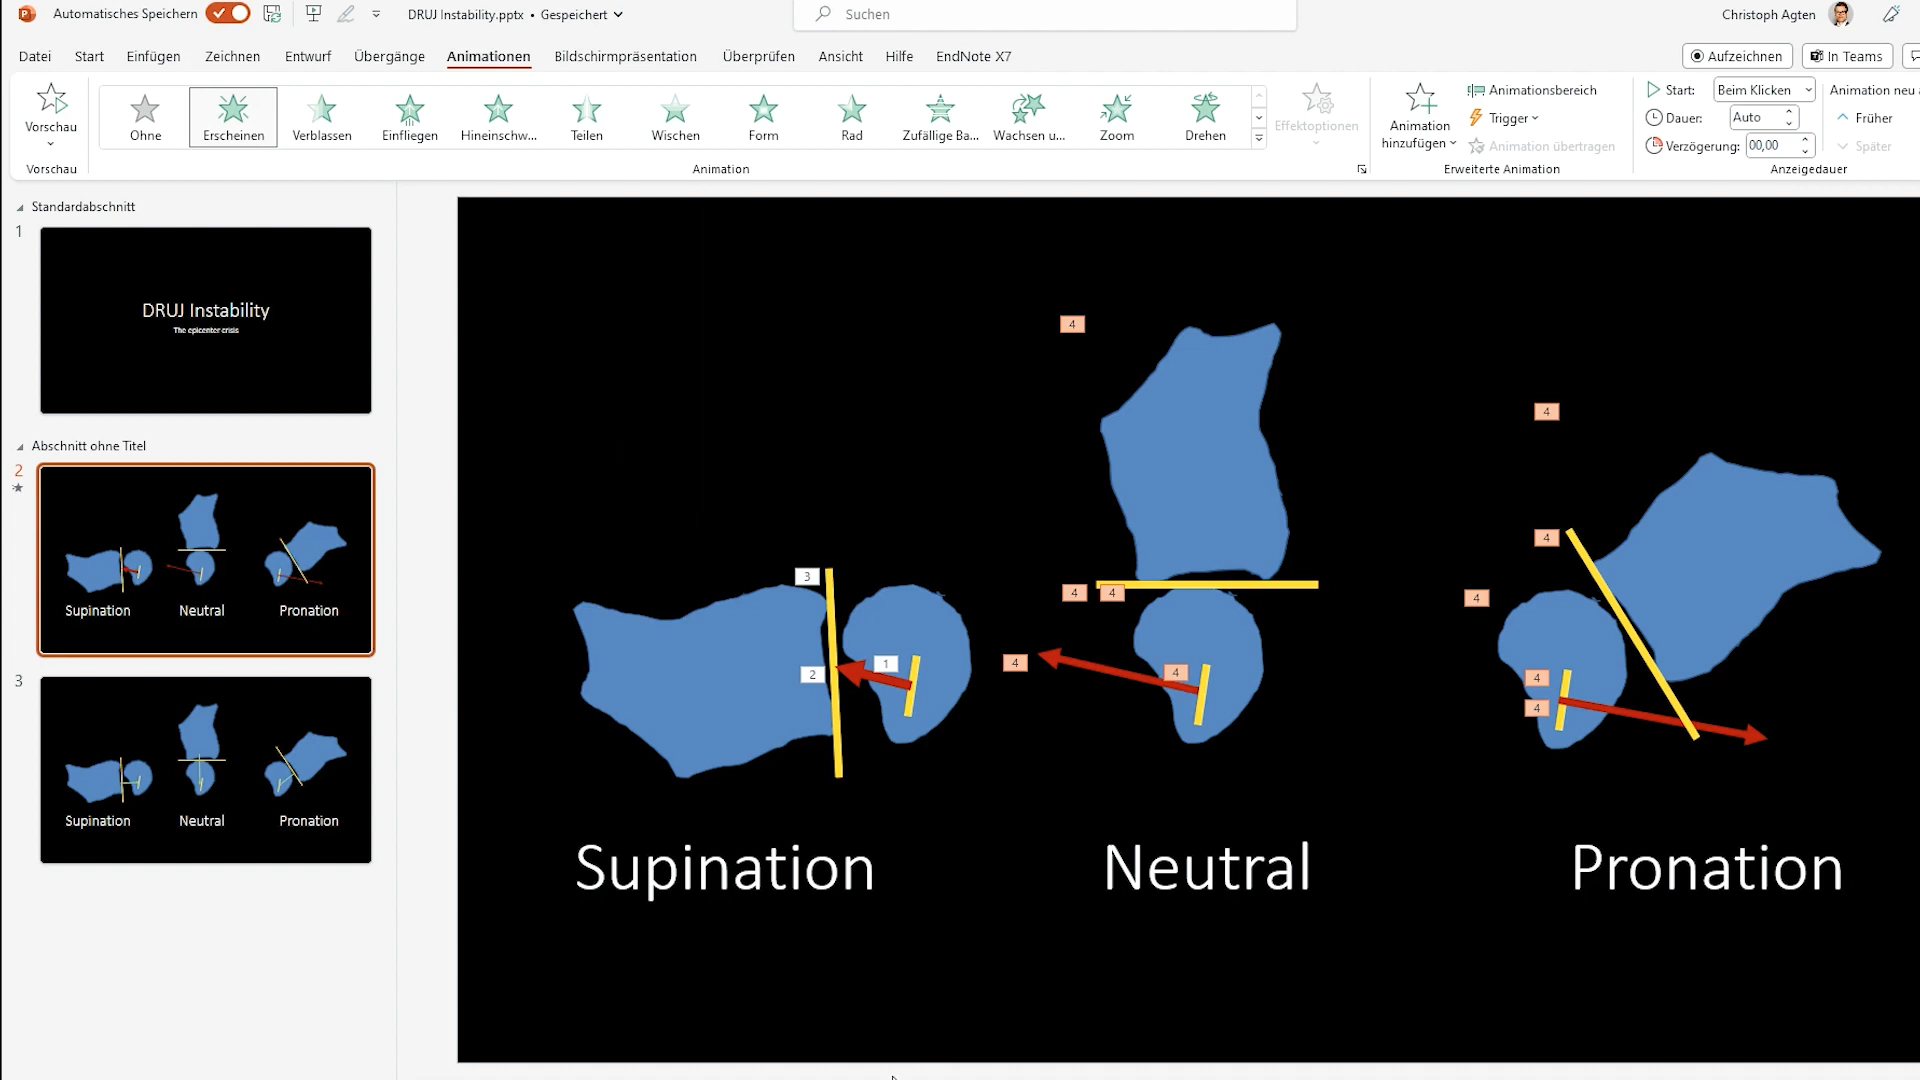 Automatisches Speichern
DRUJ Instability.pptx • Gespeichert
Suchen
Christoph Agten
Datei Start Einfügen Zeichnen Entwurf Übergänge Animationen Bildschirmpräsentation Überprüfen Ansicht Hilfe EndNote X7
Aufzeichnen
In Teams
Vorschau
Ohne Erscheinen Verblassen Einfliegen Hineinschw... Teilen Wischen Form Rad Zufällige Ba... Wachsen u... Zoom Drehen
Effektoptionen
Animation
hinzufügen
Animationsbereich
Trigger
Animation übertragen
Start: Beim Klicken
Dauer: Auto
Verzögerung: 00,00
Animation neu
Früher
Später
Vorschau
Animation
Erweiterte Animation
Anzeigedauer
Standardabschnitt
1
DRUJ Instability
The epicenter crisis
Abschnitt ohne Titel
2
Supination Neutral Pronation
3
Supination Neutral Pronation
4
4
3
4
4 4
4
1
2
4
4
4
4
Supination Neutral Pronation